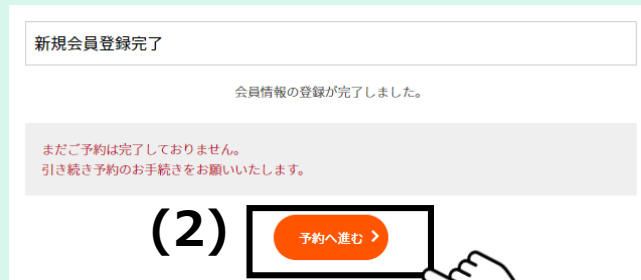 新規会員登録完了
会員情報の登録が完了しました。
まだご予約は完了しておりません。
引き続き予約のお手続きをお願いいたします。
(2)
予約へ進む